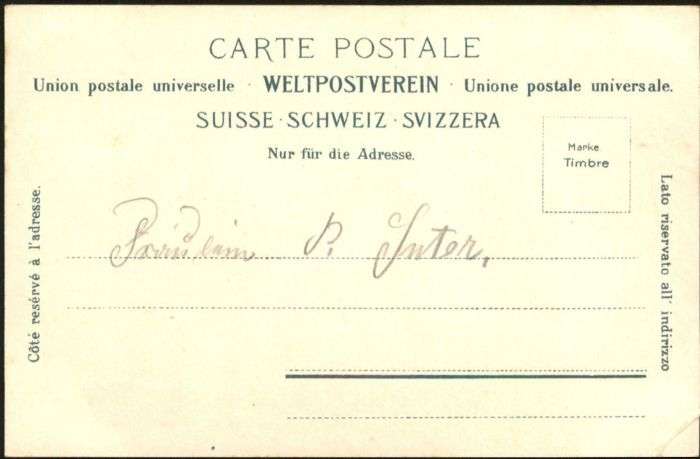 CARTE POSTALE
Union postale universelle · WELTPOSTVEREIN · Unione postale universale.
SUISSE · SCHWEIZ · SVIZZERA
Nur für die Adresse.
Marke
Timbre
Côté resérvé à l'adresse.
Fräulein P. Suter.
Lato riservato all' indirizzo